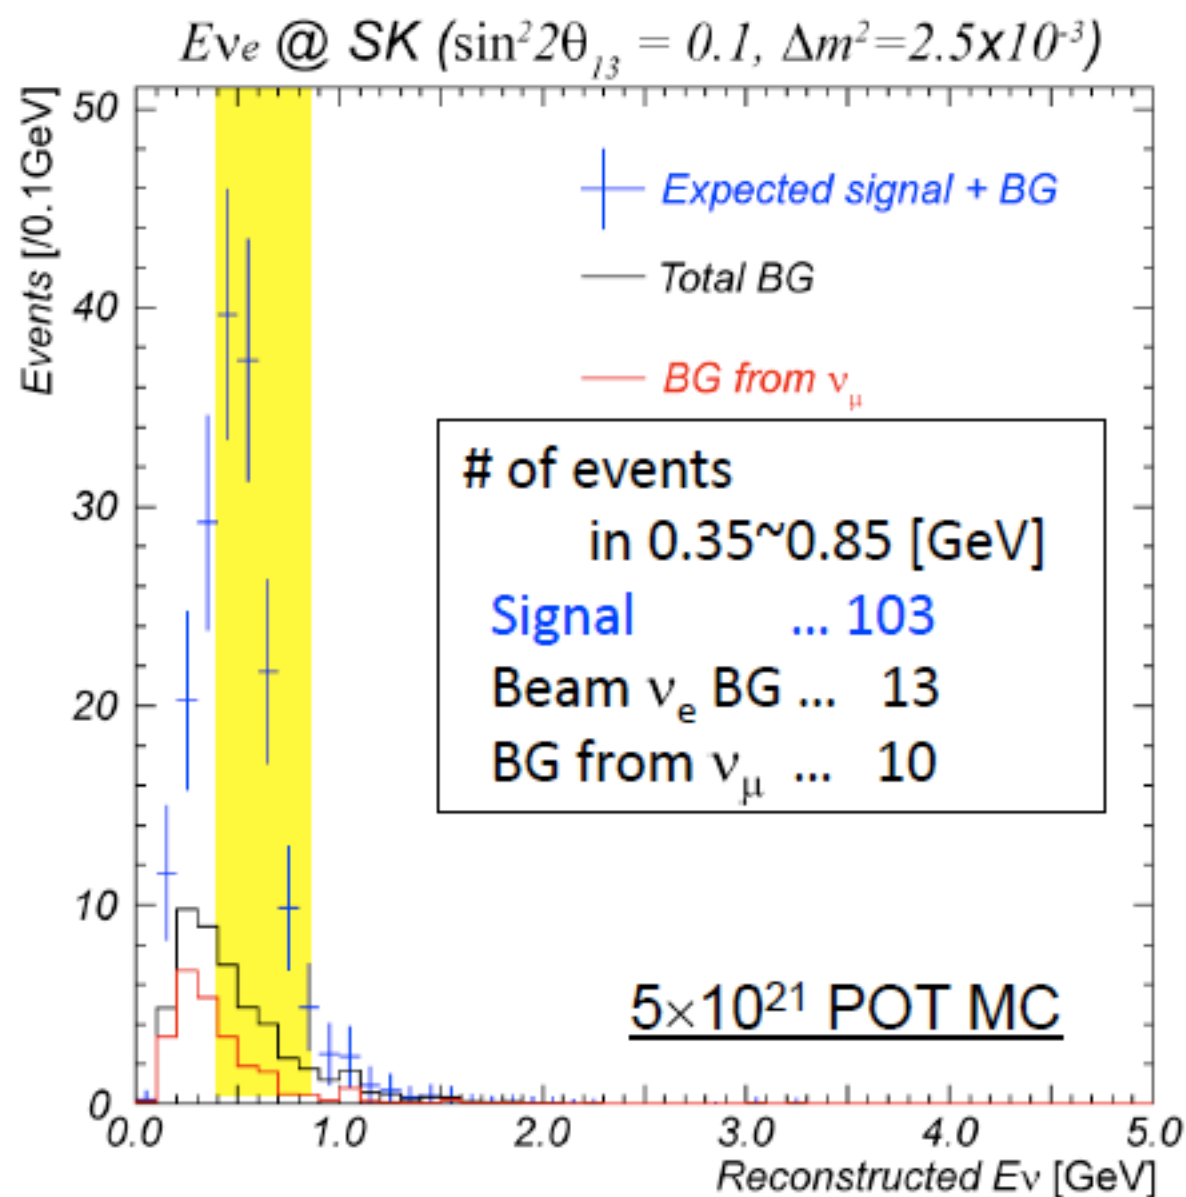 Eνe @ SK (sin²2θ₁₃ = 0.1, Δm²=2.5x10⁻³)
Events [/0.1GeV]
50
40
30
20
10
0
Expected signal + BG
Total BG
BG from νμ
# of events
in 0.35~0.85 [GeV]
Signal ... 103
Beam νe BG ... 13
BG from νμ ... 10
5×10²¹ POT MC
0.0 1.0 2.0 3.0 4.0 5.0
Reconstructed Eν [GeV]